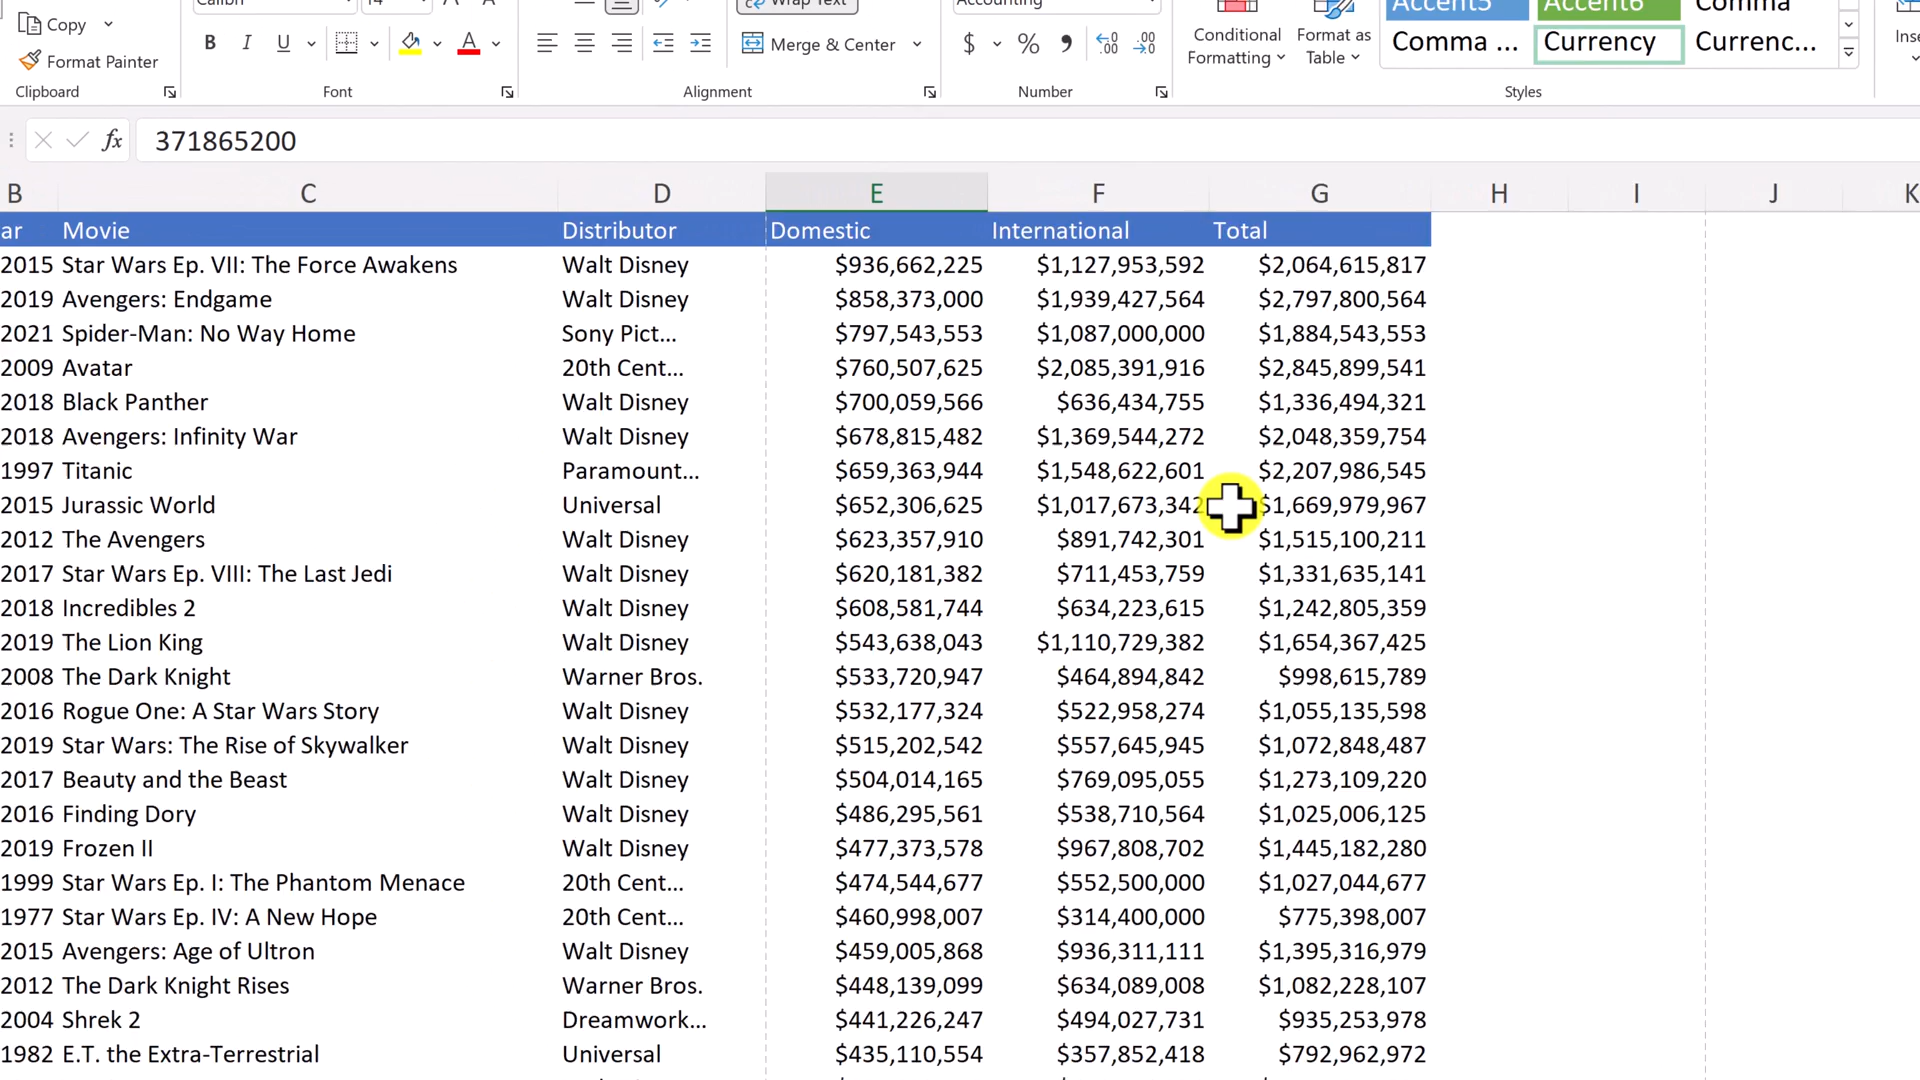 Calibri 14 Wrap Text Accounting Accent5 Accent6 Comma
Copy
B I U A Merge & Center $ % Conditional Formatting Format as Table Comma ... Currency Currenc...
Format Painter
Clipboard Font Alignment Number Styles
fx 371865200
B C D E F G H I J K
ar Movie Distributor Domestic International Total
2015 Star Wars Ep. VII: The Force Awakens Walt Disney $936,662,225 $1,127,953,592 $2,064,615,817
2019 Avengers: Endgame Walt Disney $858,373,000 $1,939,427,564 $2,797,800,564
2021 Spider-Man: No Way Home Sony Pict... $797,543,553 $1,087,000,000 $1,884,543,553
2009 Avatar 20th Cent... $760,507,625 $2,085,391,916 $2,845,899,541
2018 Black Panther Walt Disney $700,059,566 $636,434,755 $1,336,494,321
2018 Avengers: Infinity War Walt Disney $678,815,482 $1,369,544,272 $2,048,359,754
1997 Titanic Paramount... $659,363,944 $1,548,622,601 $2,207,986,545
2015 Jurassic World Universal $652,306,625 $1,017,673,342 $1,669,979,967
2012 The Avengers Walt Disney $623,357,910 $891,742,301 $1,515,100,211
2017 Star Wars Ep. VIII: The Last Jedi Walt Disney $620,181,382 $711,453,759 $1,331,635,141
2018 Incredibles 2 Walt Disney $608,581,744 $634,223,615 $1,242,805,359
2019 The Lion King Walt Disney $543,638,043 $1,110,729,382 $1,654,367,425
2008 The Dark Knight Warner Bros. $533,720,947 $464,894,842 $998,615,789
2016 Rogue One: A Star Wars Story Walt Disney $532,177,324 $522,958,274 $1,055,135,598
2019 Star Wars: The Rise of Skywalker Walt Disney $515,202,542 $557,645,945 $1,072,848,487
2017 Beauty and the Beast Walt Disney $504,014,165 $769,095,055 $1,273,109,220
2016 Finding Dory Walt Disney $486,295,561 $538,710,564 $1,025,006,125
2019 Frozen II Walt Disney $477,373,578 $967,808,702 $1,445,182,280
1999 Star Wars Ep. I: The Phantom Menace 20th Cent... $474,544,677 $552,500,000 $1,027,044,677
1977 Star Wars Ep. IV: A New Hope 20th Cent... $460,998,007 $314,400,000 $775,398,007
2015 Avengers: Age of Ultron Walt Disney $459,005,868 $936,311,111 $1,395,316,979
2012 The Dark Knight Rises Warner Bros. $448,139,099 $634,089,008 $1,082,228,107
2004 Shrek 2 Dreamwork... $441,226,247 $494,027,731 $935,253,978
1982 E.T. the Extra-Terrestrial Universal $435,110,554 $357,852,418 $792,962,972